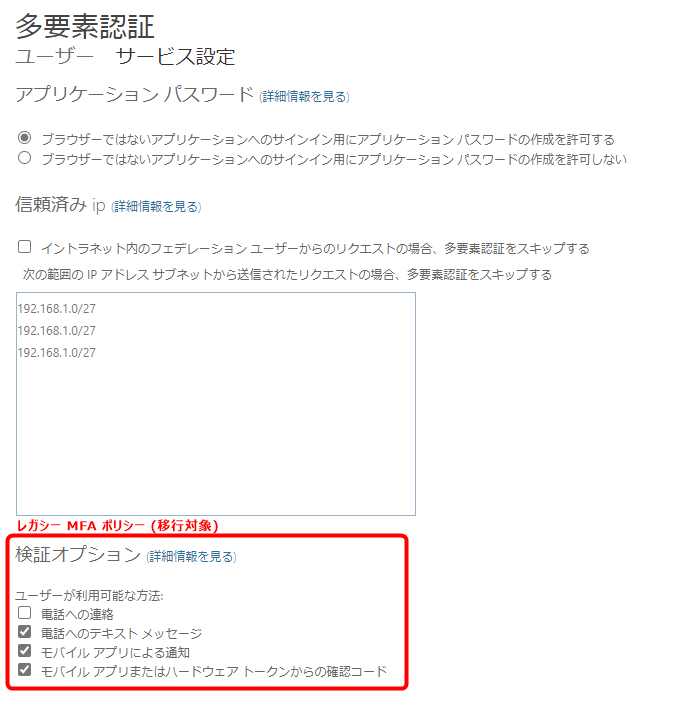 多要素認証
ユーザー サービス設定
アプリケーション パスワード (詳細情報を見る)
ブラウザーではないアプリケーションへのサインイン用にアプリケーション パスワードの作成を許可する
ブラウザーではないアプリケーションへのサインイン用にアプリケーション パスワードの作成を許可しない
信頼済み ip (詳細情報を見る)
イントラネット内のフェデレーション ユーザーからのリクエストの場合、多要素認証をスキップする
次の範囲の IP アドレス サブネットから送信されたリクエストの場合、多要素認証をスキップする
192.168.1.0/27
192.168.1.0/27
192.168.1.0/27
レガシー MFA ポリシー (移行対象)
検証オプション (詳細情報を見る)
ユーザーが利用可能な方法:
電話への連絡
電話へのテキスト メッセージ
モバイル アプリによる通知
モバイル アプリまたはハードウェア トークンからの確認コード